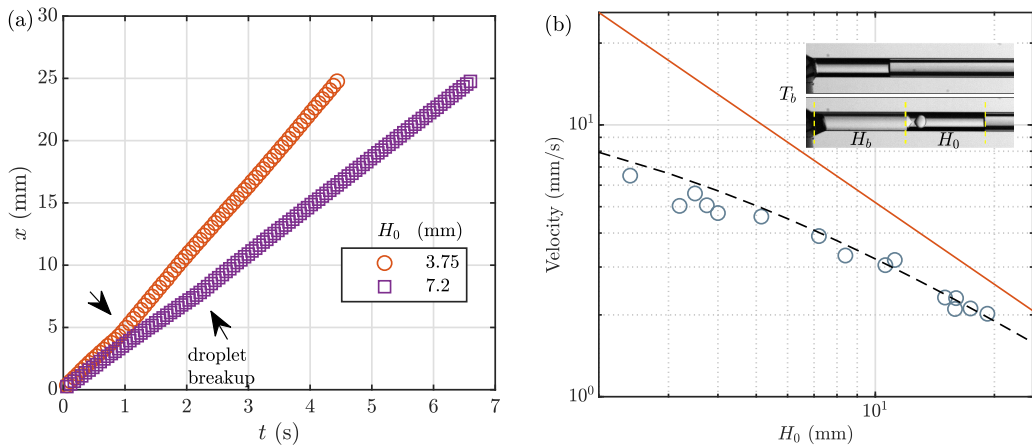 (a)
30
25
20
15
10
5
0
x (mm)
0 1 2 3 4 5 6 7
t (s)
H0 (mm)
3.75
7.2
droplet
breakup
(b)
Velocity (mm/s)
10^1
10^0
10^1
H0 (mm)
Tb
Hb H0